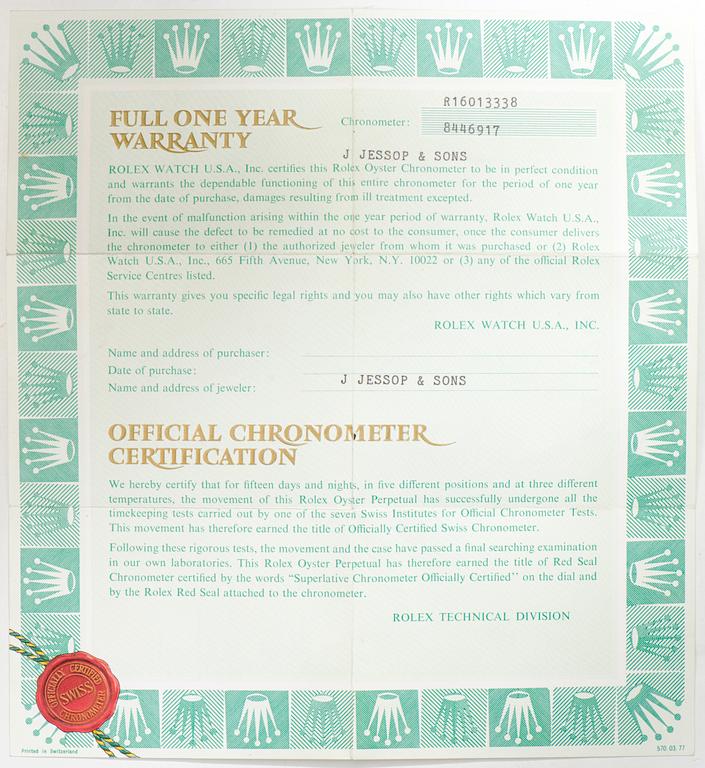 R16013338
FULL ONE YEAR
WARRANTY
Chronometer:
8446917
J JESSOP & SONS
ROLEX WATCH U.S.A., Inc. certifies this Rolex Oyster Chronometer to be in perfect condition
and warrants the dependable functioning of this entire chronometer for the period of one year
from the date of purchase, damages resulting from ill treatment excepted.
In the event of malfunction arising within the one year period of warranty, Rolex Watch U.S.A.,
Inc. will cause the defect to be remedied at no cost to the consumer, once the consumer delivers
the chronometer to either (1) the authorized jeweler from whom it was purchased or (2) Rolex
Watch U.S.A., Inc., 665 Fifth Avenue, New York, N.Y. 10022 or (3) any of the official Rolex
Service Centres listed.
This warranty gives you specific legal rights and you may also have other rights which vary from
state to state.
ROLEX WATCH U.S.A., INC.
Name and address of purchaser:
Date of purchase:
Name and address of jeweler:
J JESSOP & SONS
OFFICIAL CHRONOMETER
CERTIFICATION
We hereby certify that for fifteen days and nights, in five different positions and at three different
temperatures, the movement of this Rolex Oyster Perpetual has successfully undergone all the
timekeeping tests carried out by one of the seven Swiss Institutes for Official Chronometer Tests.
This movement has therefore earned the title of Officially Certified Swiss Chronometer.
Following these rigorous tests, the movement and the case have passed a final searching examination
in our own laboratories. This Rolex Oyster Perpetual has therefore earned the title of Red Seal
Chronometer certified by the words “Superlative Chronometer Officially Certified” on the dial and
by the Rolex Red Seal attached to the chronometer.
ROLEX TECHNICAL DIVISION
OFFICIALLY CERTIFIED
SWISS
CHRONOMETER
Printed in Switzerland
570.03.77